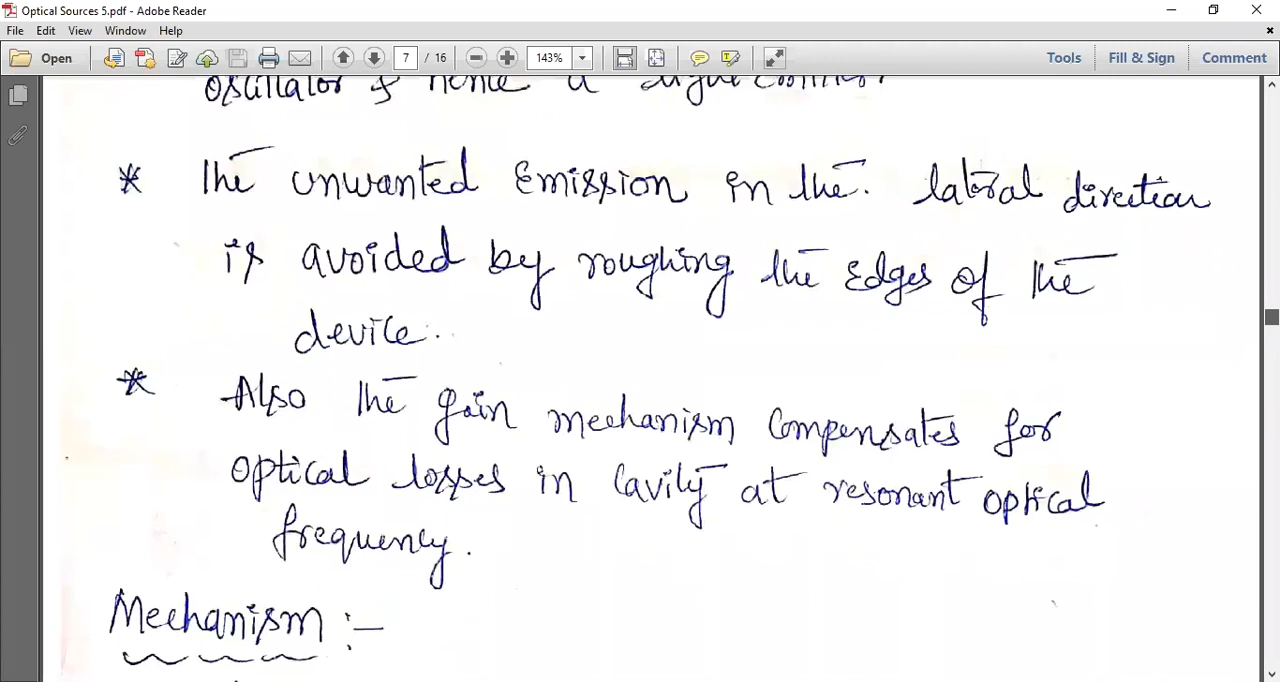 Optical Sources 5.pdf - Adobe Reader
File Edit View Window Help
Open 7 / 16 143% Tools Fill & Sign Comment
oscillator & hence a
* The unwanted Emission in the. lateral direction
is avoided by roughing the Edges of the
device.
* Also the gain mechanism compensates for
optical losses in cavity at resonant optical
frequency.
Mechanism :-